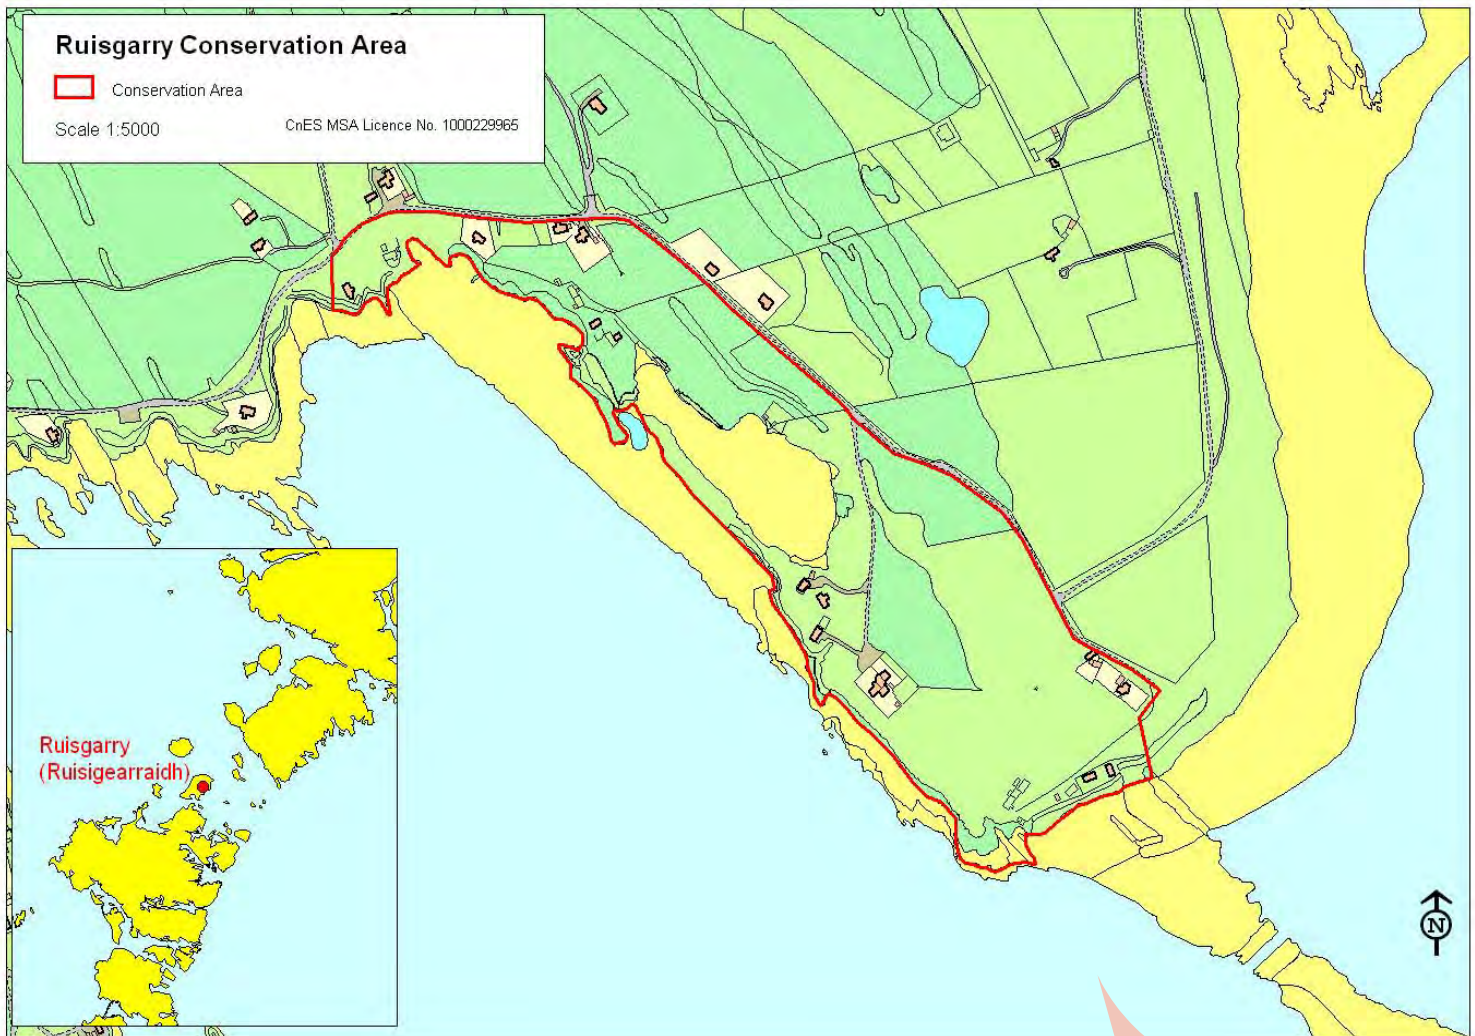 Ruisgarry Conservation Area
Conservation Area
Scale 1:5000
CnES MSA Licence No. 1000229965
Ruisgarry
(Ruisigearraidh)
N